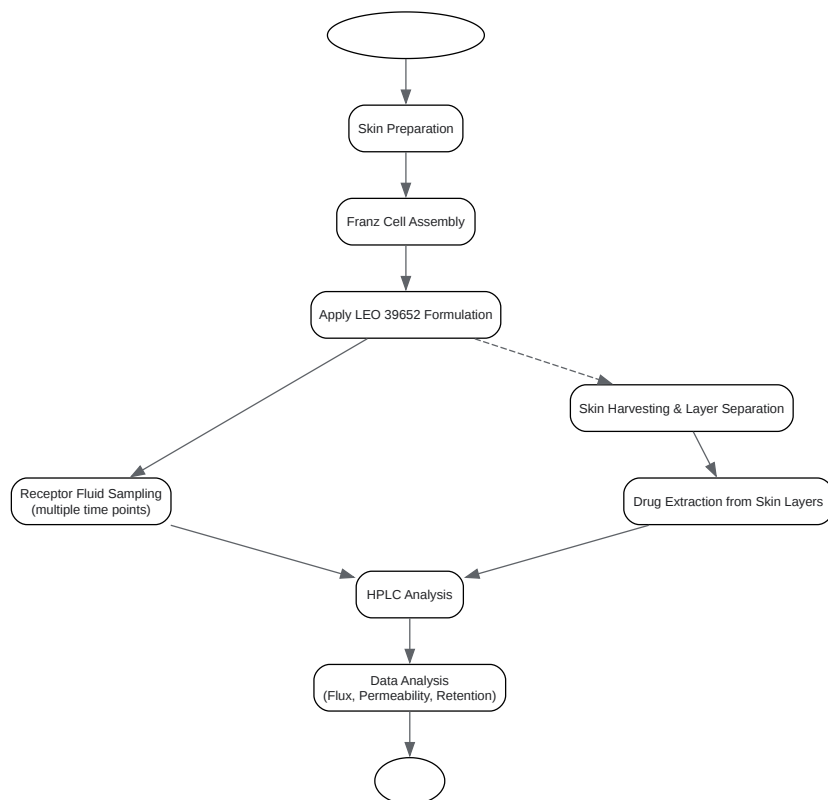 Skin Preparation
Franz Cell Assembly
Apply LEO 39652 Formulation
Skin Harvesting & Layer Separation
Receptor Fluid Sampling
(multiple time points)
Drug Extraction from Skin Layers
HPLC Analysis
Data Analysis
(Flux, Permeability, Retention)